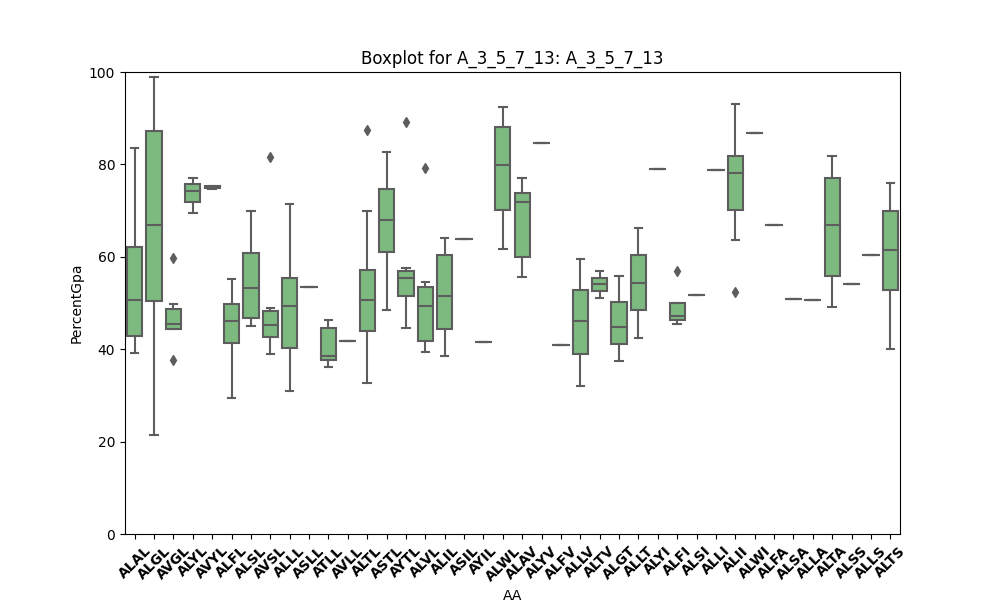 Boxplot for A_3_5_7_13: A_3_5_7_13
100
80
60
40
20
0
PercentGpa
ALAL ALGL AVGL ALYL AVYL ALFL ALSL AVSL ALLL ASLL ATLL AVLL ALTL ASTL AYTL ALVL ALIL ASIL AYIL ALWL ALAV ALYV ALFV ALLV ALTV ALGT ALLT ALYI ALFI ALSI ALLI ALII ALWI ALFA ALSA ALLA ALTA ALSS ALLS ALTS
AA